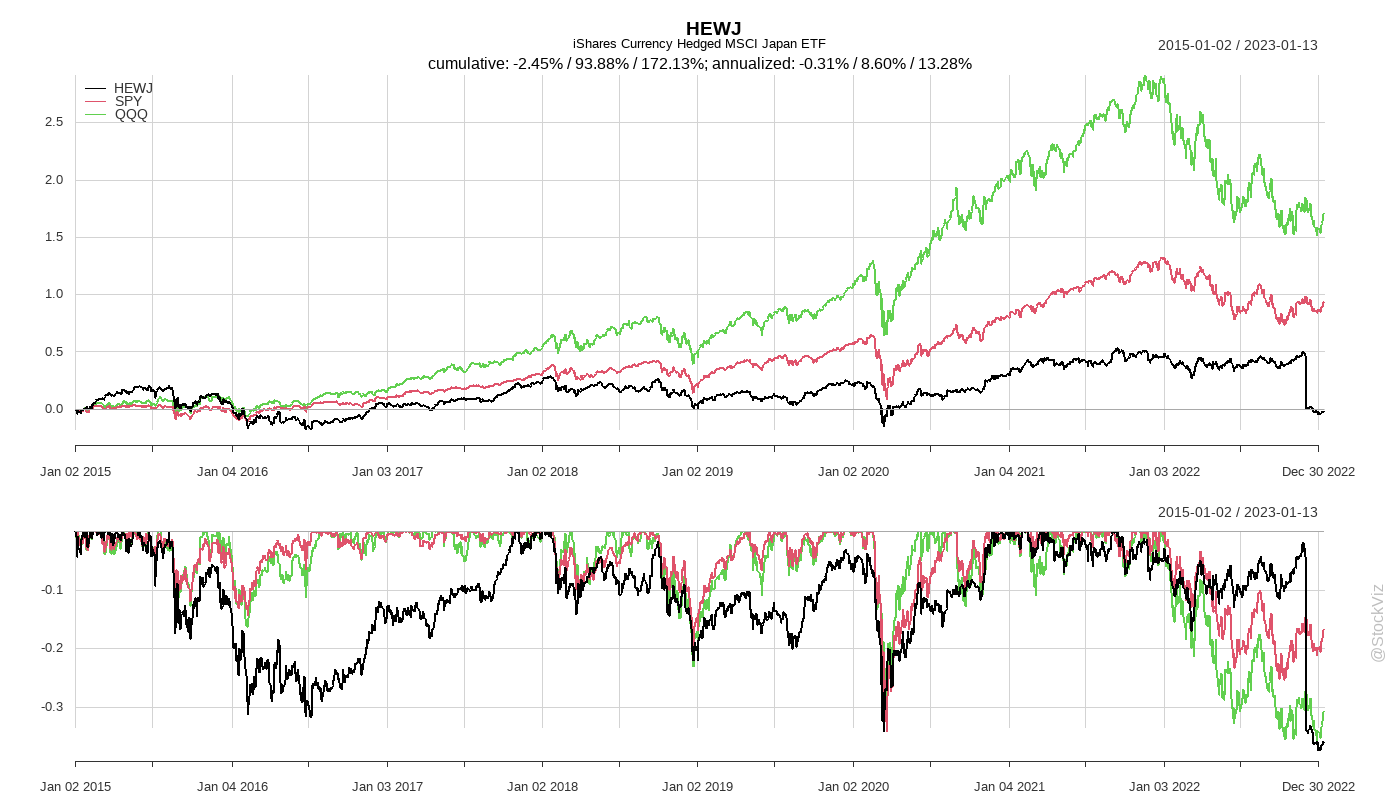 HEWJ
iShares Currency Hedged MSCI Japan ETF
2015-01-02 / 2023-01-13
cumulative: -2.45% / 93.88% / 172.13%; annualized: -0.31% / 8.60% / 13.28%
HEWJ
SPY
QQQ
2.5
2.0
1.5
1.0
0.5
0.0
Jan 02 2015 Jan 04 2016 Jan 03 2017 Jan 02 2018 Jan 02 2019 Jan 02 2020 Jan 04 2021 Jan 03 2022 Dec 30 2022
2015-01-02 / 2023-01-13
-0.1
-0.2
-0.3
@StockViz
Jan 02 2015 Jan 04 2016 Jan 03 2017 Jan 02 2018 Jan 02 2019 Jan 02 2020 Jan 04 2021 Jan 03 2022 Dec 30 2022